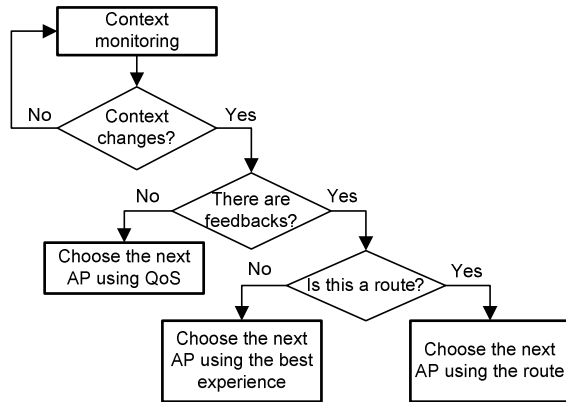 Context
monitoring
No
Context
changes?
Yes
No
There are
feedbacks?
Yes
Choose the next
AP using QoS
No
Is this a route?
Yes
Choose the next
AP using the best
experience
Choose the next
AP using the route